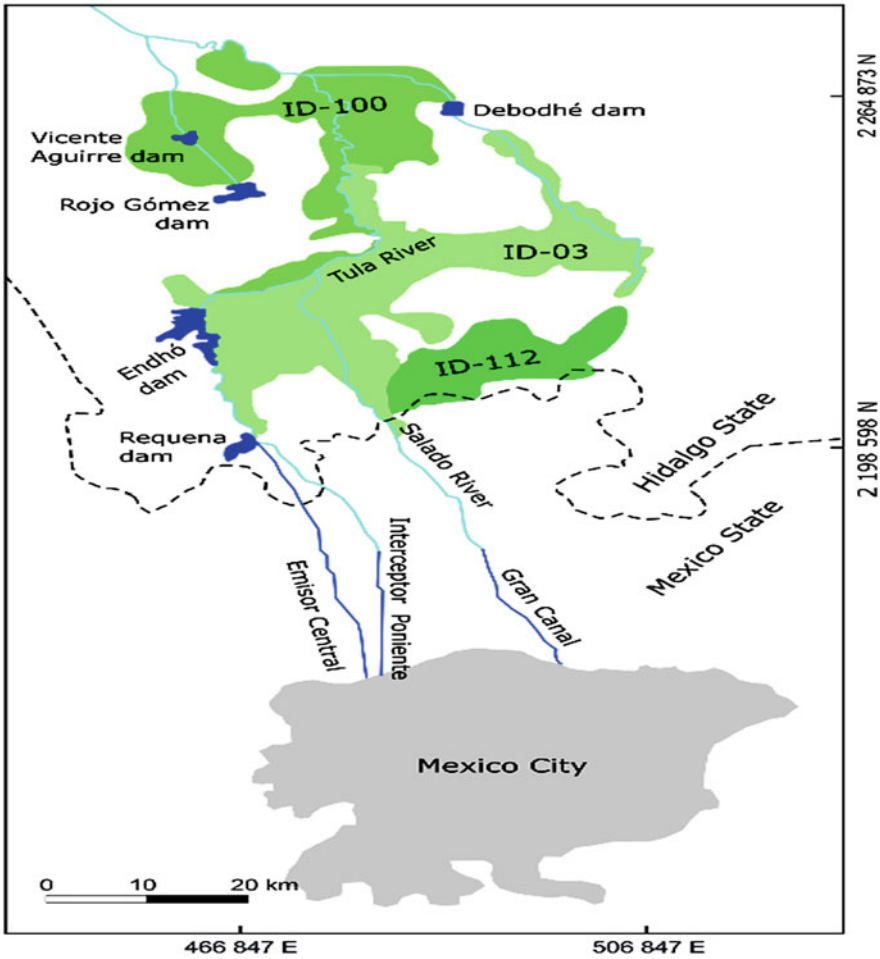 ID-100
Debodhé dam
2264 873 N
Vicente
Aguirre dam
Rojo Gómez
dam
Tula River
ID-03
Endhó
dam
ID-112
Requena
dam
Salado River
Hidalgo State
2 198 598 N
Mexico State
Emisor Central
Interceptor Poniente
Gran Canal
Mexico City
0 10 20 km
466 847 E
506 847 E